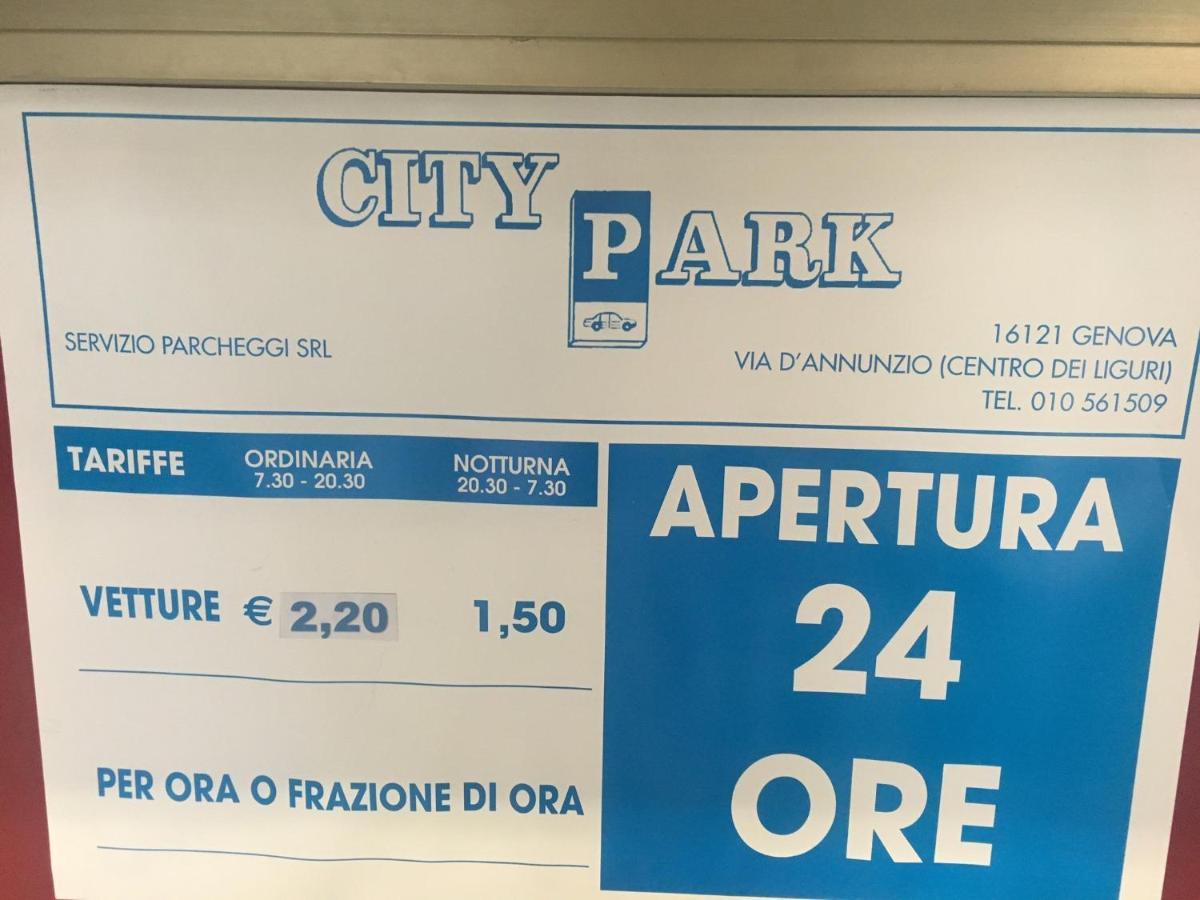 CITY PARK
SERVIZIO PARCHEGGI SRL
16121 GENOVA
VIA D'ANNUNZIO (CENTRO DEI LIGURI)
TEL. 010 561509
TARIFFE ORDINARIA NOTTURNA
7.30 - 20.30 20.30 - 7.30
VETTURE € 2,20 1,50
PER ORA O FRAZIONE DI ORA
APERTURA
24
ORE